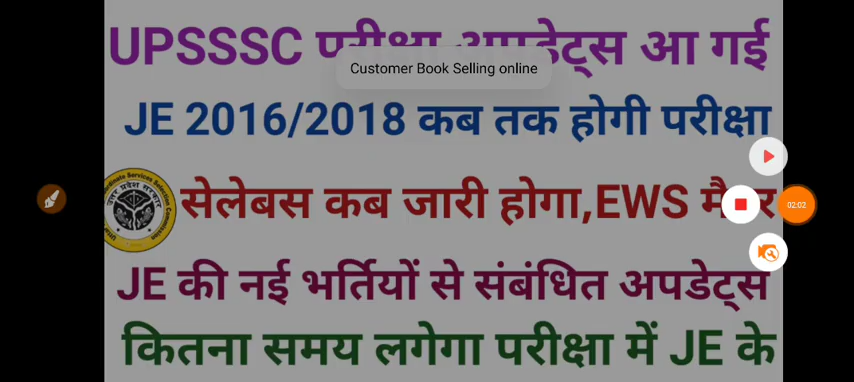 UPSSSC परीक्षा अपडेट्स आ गई
Customer Book Selling online
JE 2016/2018 कब तक होगी परीक्षा
सेलेबस कब जारी होगा,EWS
02:02
JE की नई भर्तियों से संबंधित अपडेट्स
कितना समय लगेगा परीक्षा में JE के